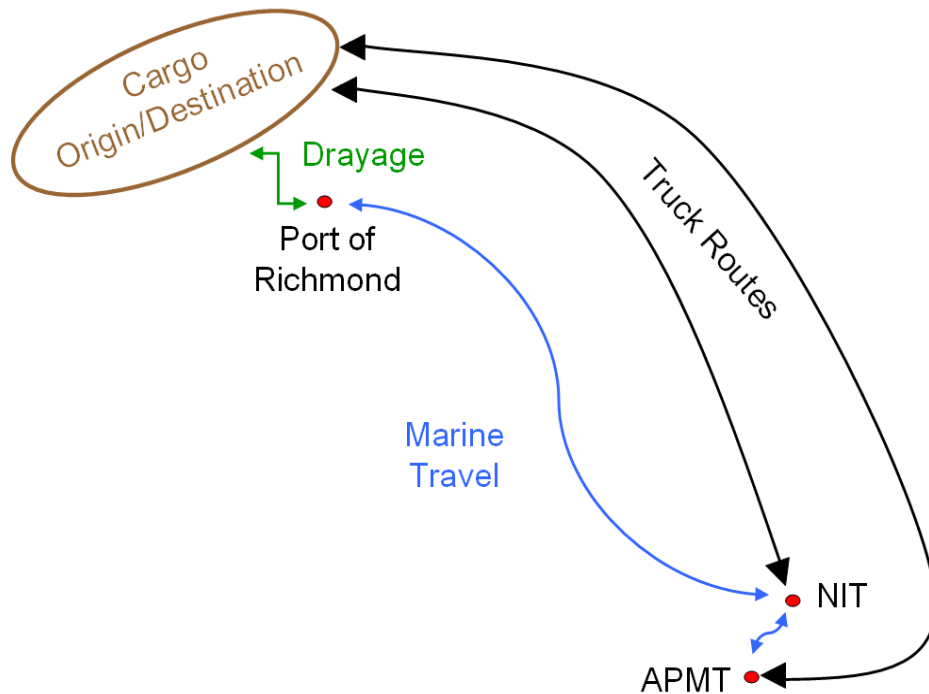 Cargo
Origin/Destination
Drayage
Port of
Richmond
Truck Routes
Marine
Travel
NIT
APMT